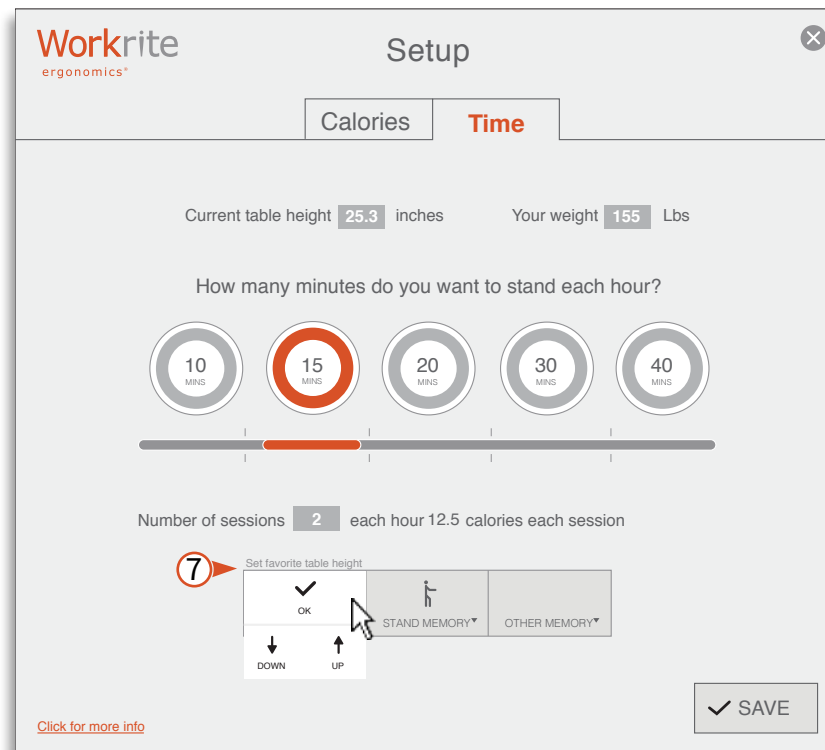 Workrite
ergonomics®
Setup
Calories
Time
Current table height 25.3 inches
Your weight 155 Lbs
How many minutes do you want to stand each hour?
10 MINS
15 MINS
20 MINS
30 MINS
40 MINS
Number of sessions 2 each hour 12.5 calories each session
7
Set favorite table height
OK
STAND MEMORY
OTHER MEMORY
DOWN
UP
SAVE
Click for more info